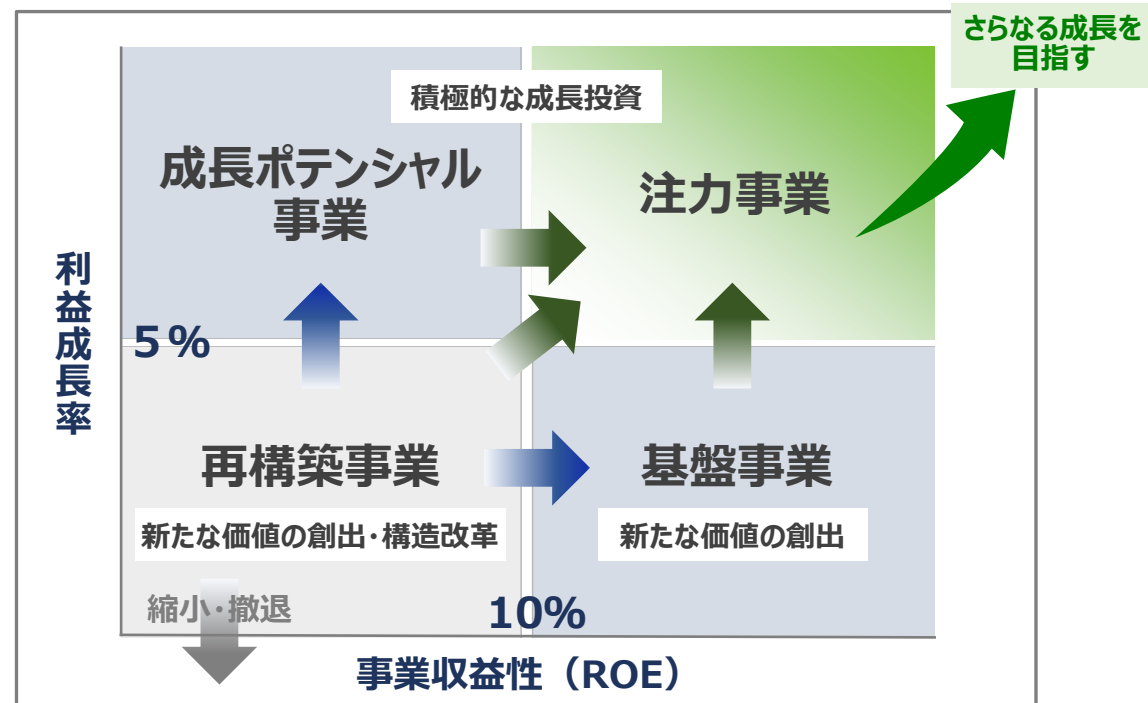 さらなる成長を
目指す
積極的な成長投資
成長ポテンシャル
事業
注力事業
利益成長率
5%
再構築事業
基盤事業
新たな価値の創出・構造改革
新たな価値の創出
縮小・撤退
10%
事業収益性（ROE）